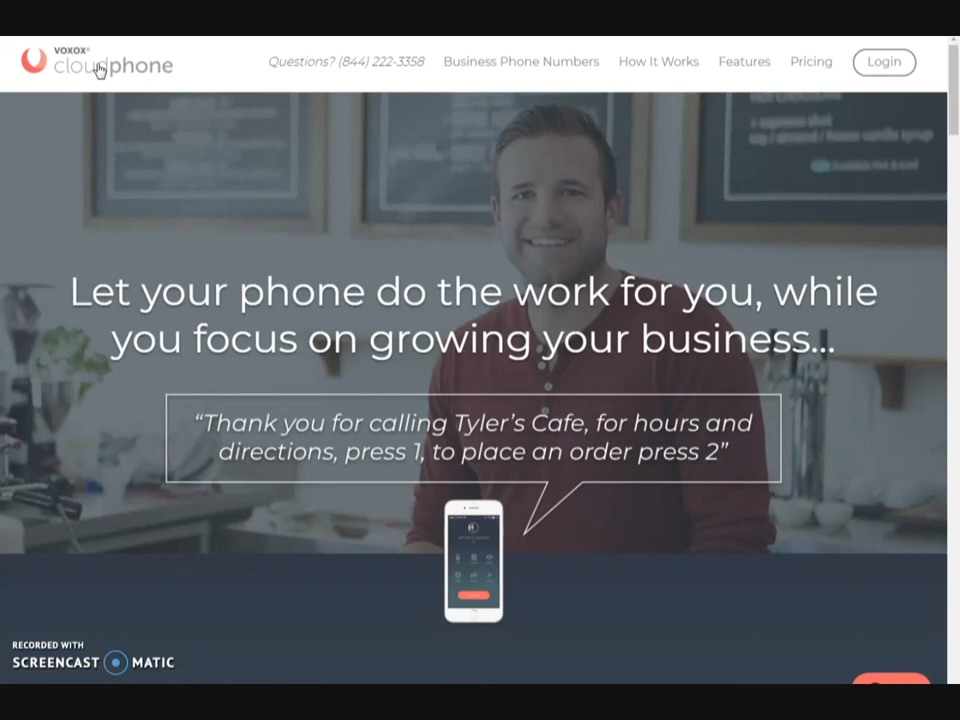 VOXOX®
cloudphone
Questions? (844) 222-3358
Business Phone Numbers
How It Works
Features
Pricing
Login
Let your phone do the work for you, while
you focus on growing your business...
“Thank you for calling Tyler’s Cafe, for hours and
directions, press 1, to place an order press 2”
RECORDED WITH
SCREENCAST MATIC